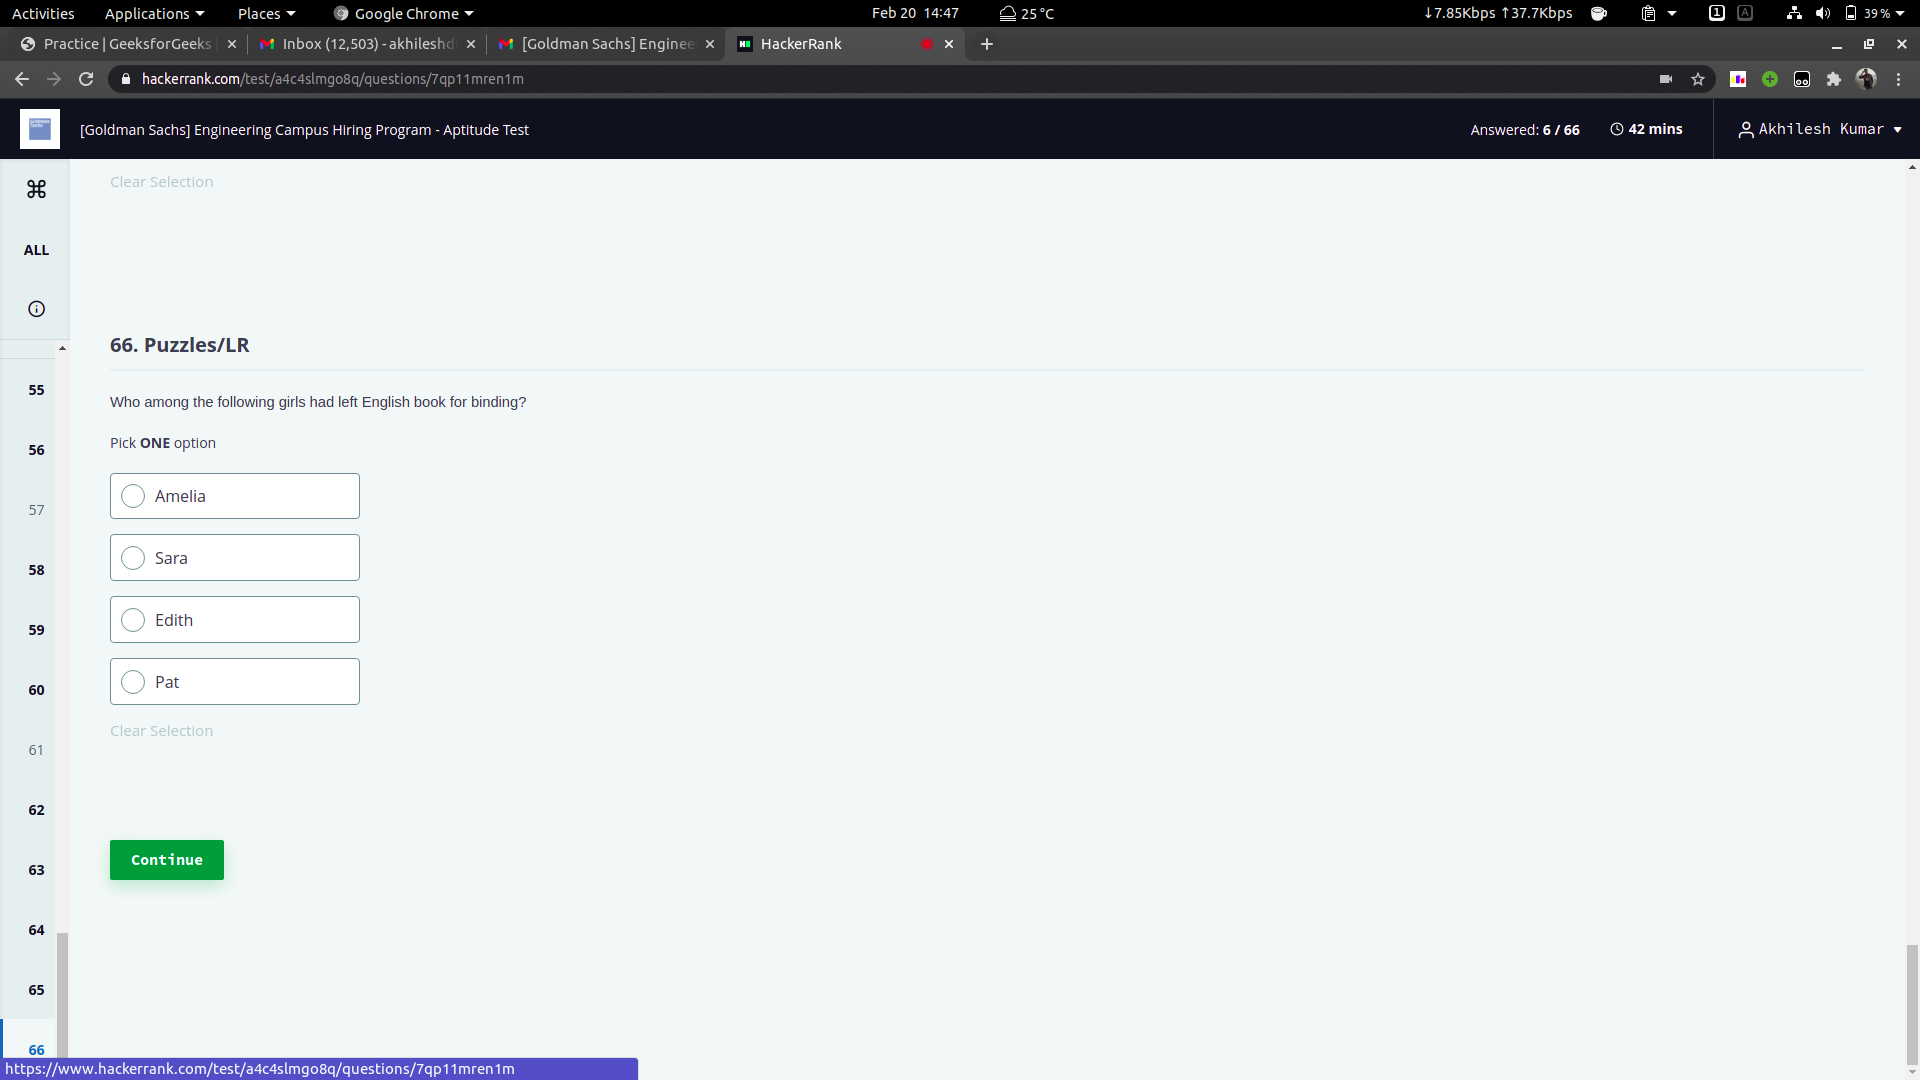 Activities Applications Places Google Chrome Feb 20 14:47 25 °C ↓7.85Kbps ↑37.7Kbps 1 A 39 %
Practice | GeeksforGeeks Inbox (12,503) - akhileshd [Goldman Sachs] Enginee HackerRank
hackerrank.com/test/a4c4slmgo8q/questions/7qp11mren1m
[Goldman Sachs] Engineering Campus Hiring Program - Aptitude Test Answered: 6 / 66 42 mins Akhilesh Kumar
Clear Selection
ALL
66. Puzzles/LR
55
Who among the following girls had left English book for binding?
Pick ONE option
56
Amelia
57
Sara
58
Edith
59
Pat
60
Clear Selection
61
62
Continue
63
64
65
66
https://www.hackerrank.com/test/a4c4slmgo8q/questions/7qp11mren1m